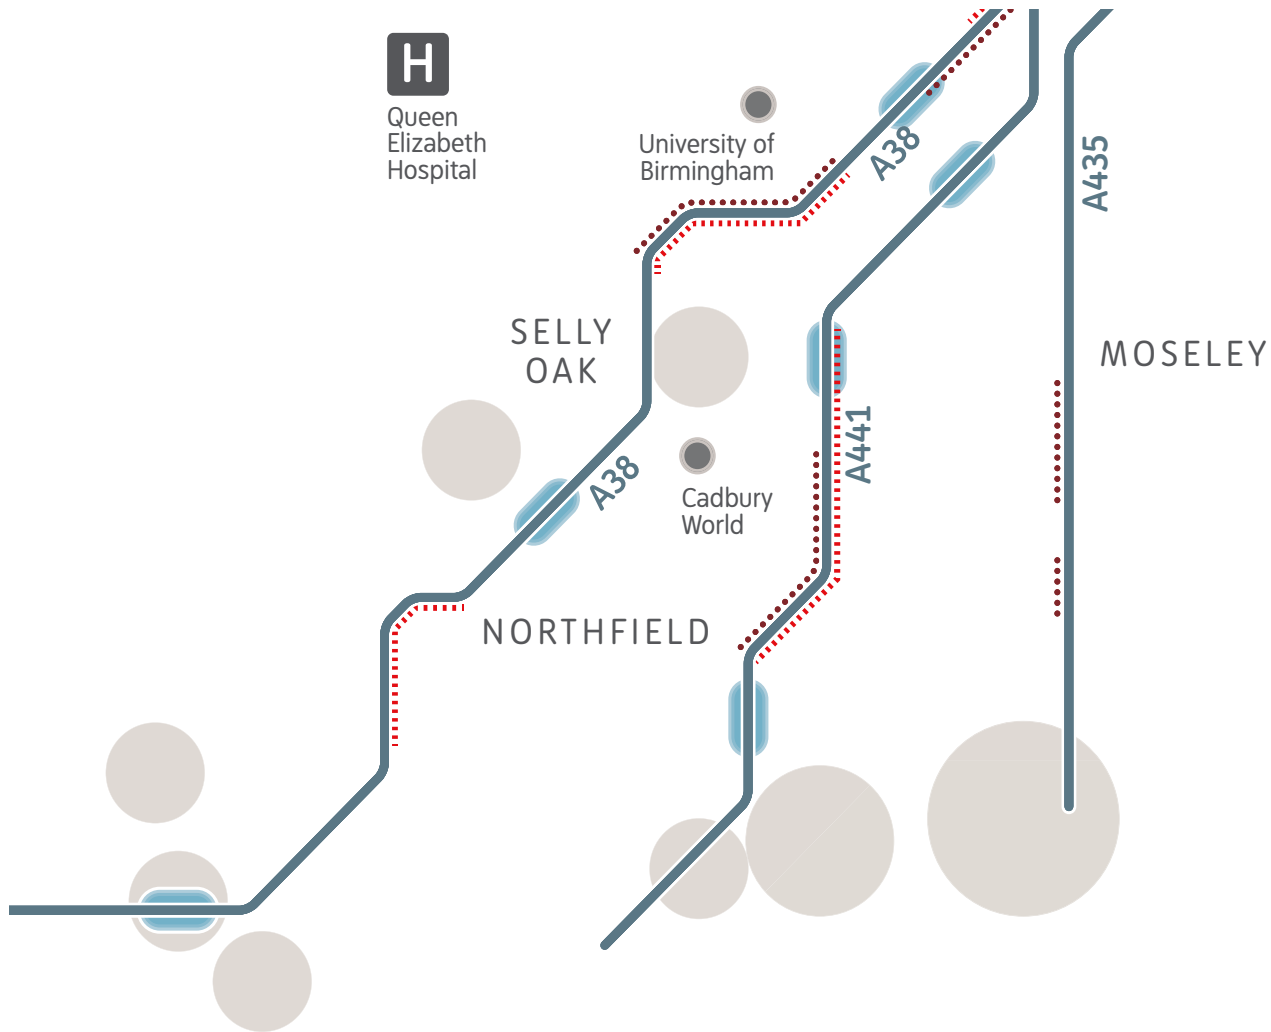 H
Queen
Elizabeth
Hospital
University of
Birmingham
A38
A435
SELLY
OAK
MOSELEY
A441
A38
Cadbury
World
NORTHFIELD